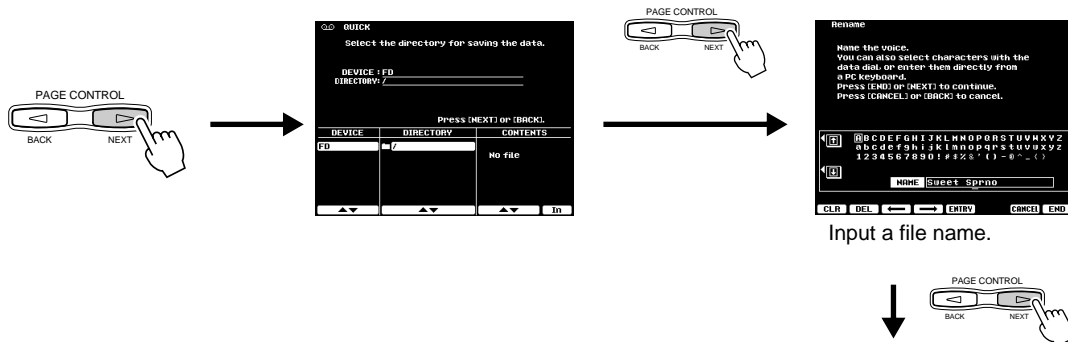 PAGE CONTROL
BACK NEXT
QUICK
Select the directory for saving the data.
DEVICE : FD
DIRECTORY: /
Press [NEXT] or [BACK].
DEVICE DIRECTORY CONTENTS
FD / No file
In
PAGE CONTROL
BACK NEXT
Rename
Name the voice.
You can also select characters with the
data dial, or enter them directly from
a PC keyboard.
Press [END] or [NEXT] to continue.
Press [CANCEL] or [BACK] to cancel.
ABCDEFGHIJKLMNOPQRSTUVWXYZ
abcdefghijklmnopqrstuvwxyz
1234567890!#$%&'()-@^_{}
NAME Sweet Sprno
CLR DEL ← → ENTRY CANCEL END
Input a file name.
PAGE CONTROL
BACK NEXT